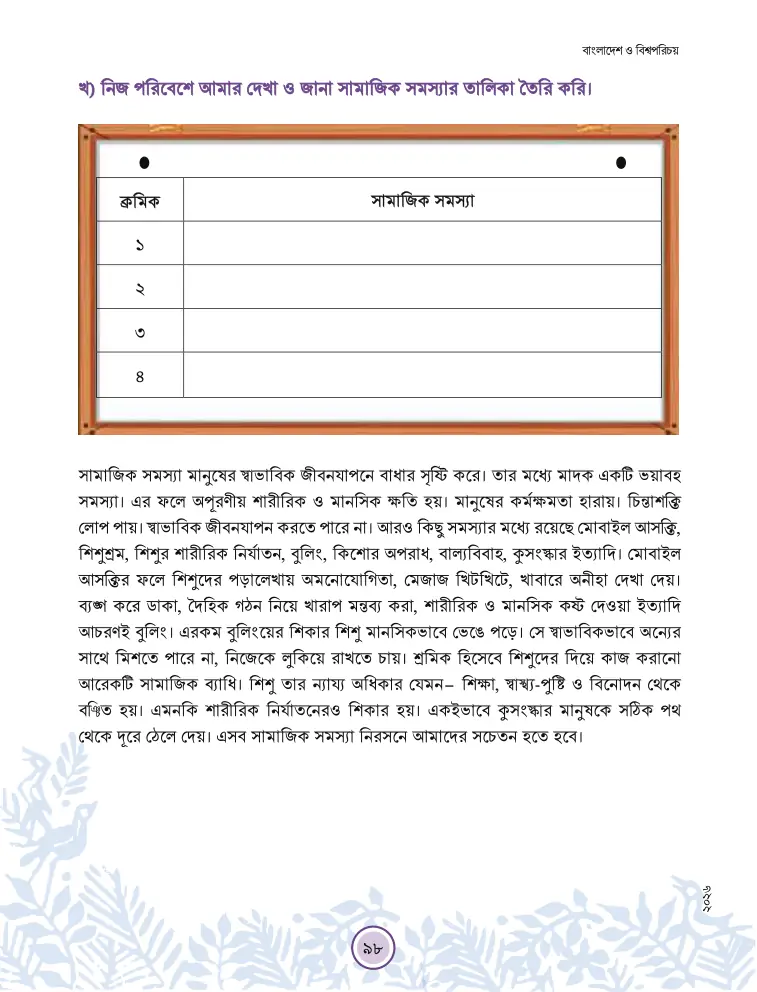 বাংলাদেশ ও বিশ্বপরিচয়
খ) নিজ পরিবেশে আমার দেখা ও জানা সামাজিক সমস্যার তালিকা তৈরি করি।
ক্রমিক সামাজিক সমস্যা
১
২
৩
৪
সামাজিক সমস্যা মানুষের স্বাভাবিক জীবনযাপনে বাধার সৃষ্টি করে। তার মধ্যে মাদক একটি ভয়াবহ
সমস্যা। এর ফলে অপূরণীয় শারীরিক ও মানসিক ক্ষতি হয়। মানুষের কর্মক্ষমতা হারায়। চিন্তাশক্তি
লোপ পায়। স্বাভাবিক জীবনযাপন করতে পারে না। আরও কিছু সমস্যার মধ্যে রয়েছে মোবাইল আসক্তি,
শিশুশ্রম, শিশুর শারীরিক নির্যাতন, বুলিং, কিশোর অপরাধ, বাল্যবিবাহ, কুসংস্কার ইত্যাদি। মোবাইল
আসক্তির ফলে শিশুদের পড়ালেখায় অমনোযোগিতা, মেজাজ খিটখিটে, খাবারে অনীহা দেখা দেয়।
ব্যঙ্গ করে ডাকা, দৈহিক গঠন নিয়ে খারাপ মন্তব্য করা, শারীরিক ও মানসিক কষ্ট দেওয়া ইত্যাদি
আচরণই বুলিং। এরকম বুলিংয়ের শিকার শিশু মানসিকভাবে ভেঙে পড়ে। সে স্বাভাবিকভাবে অন্যের
সাথে মিশতে পারে না, নিজেকে লুকিয়ে রাখতে চায়। শ্রমিক হিসেবে শিশুদের দিয়ে কাজ করানো
আরেকটি সামাজিক ব্যাধি। শিশু তার ন্যায্য অধিকার যেমন– শিক্ষা, স্বাস্থ্য-পুষ্টি ও বিনোদন থেকে
বঞ্চিত হয়। এমনকি শারীরিক নির্যাতনেরও শিকার হয়। একইভাবে কুসংস্কার মানুষকে সঠিক পথ
থেকে দূরে ঠেলে দেয়। এসব সামাজিক সমস্যা নিরসনে আমাদের সচেতন হতে হবে।
২০২৬
৯৮